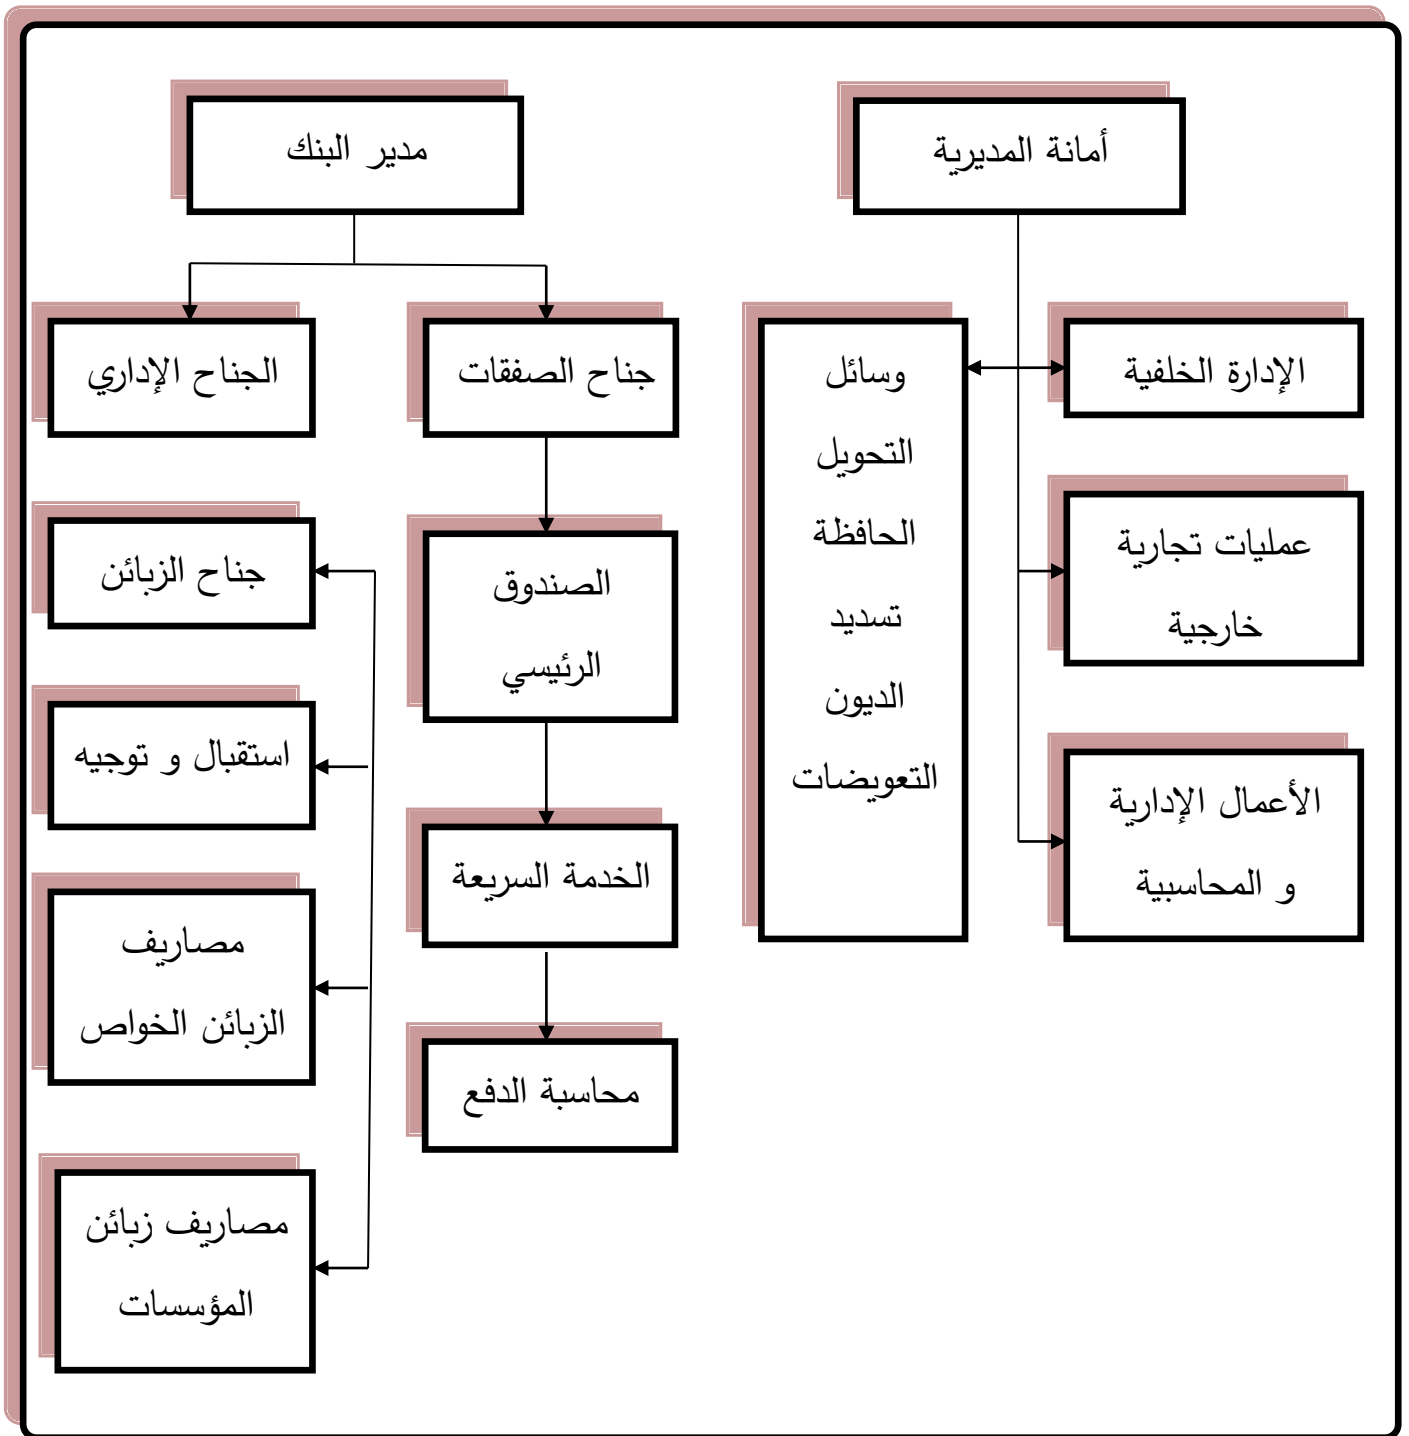 أمانة المديرية
مدير البنك
الإدارة الخلفية
عمليات تجارية
خارجية
الأعمال الإدارية
و المحاسبية
وسائل
التحويل
الحافظة
تسديد
الديون
التعويضات
جناح الصفقات
الصندوق
الرئيسي
الخدمة السريعة
محاسبة الدفع
الجناح الإداري
جناح الزبائن
استقبال و توجيه
مصاريف
الزبائن الخواص
مصاريف زبائن
المؤسسات